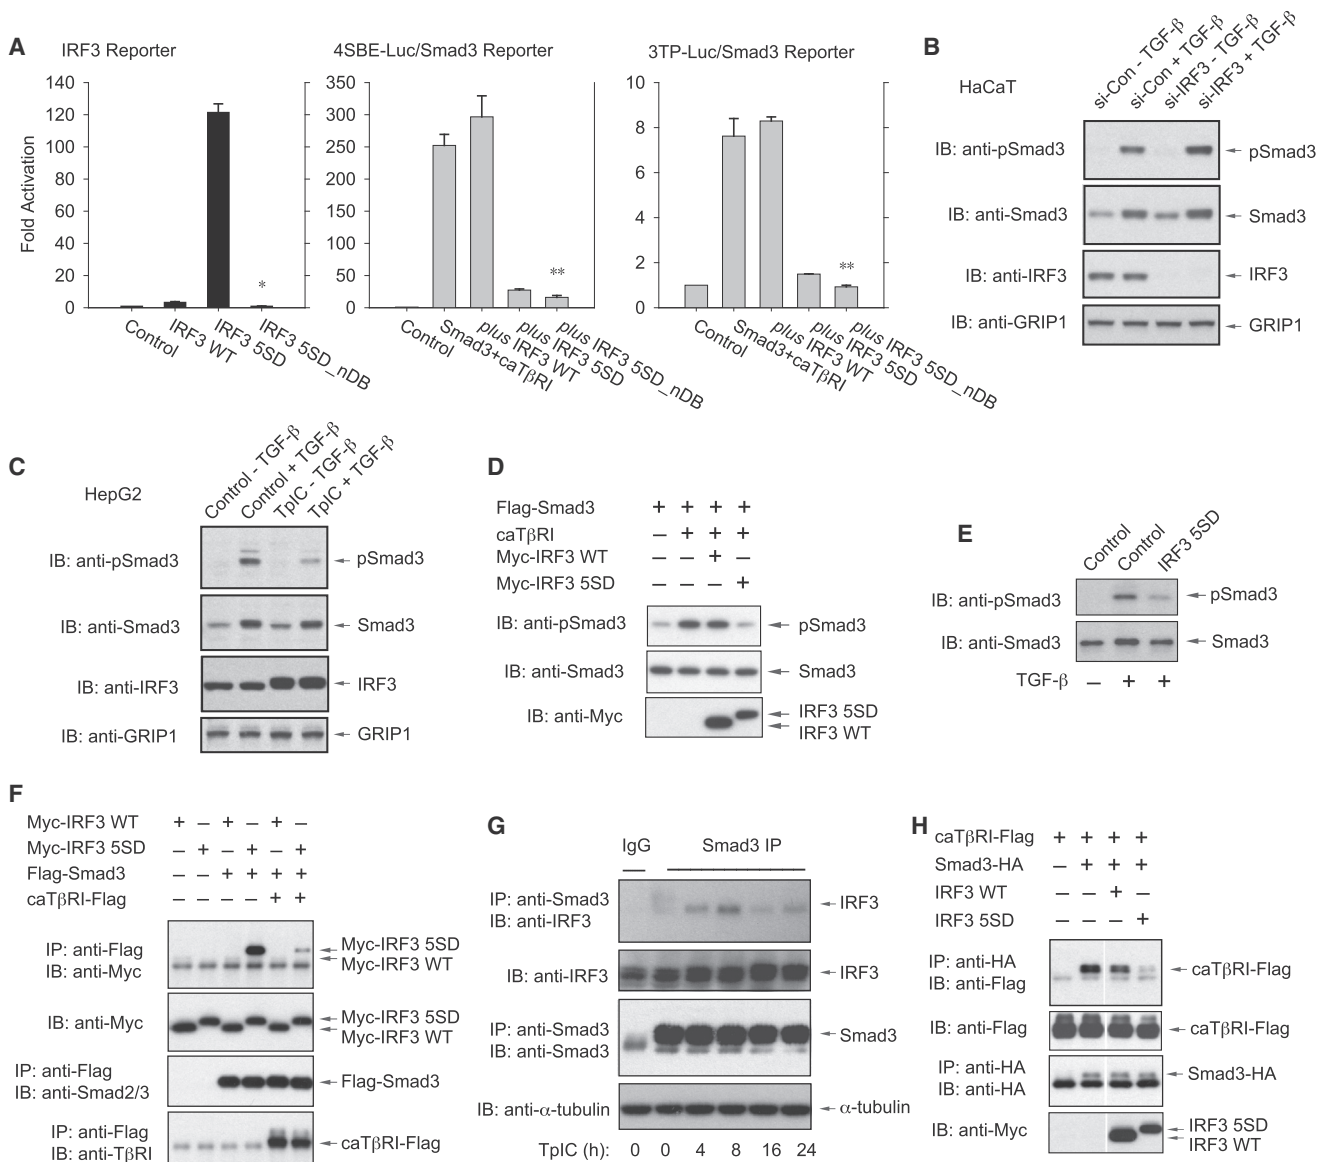 A
IRF3 Reporter
4SBE-Luc/Smad3 Reporter
3TP-Luc/Smad3 Reporter
Fold Activation
140
120
100
80
60
40
20
0
*
Control
IRF3 WT
IRF3 5SD
IRF3 5SD_nDB
350
300
250
200
150
100
50
0
**
Control
Smad3+caTβRI
plus IRF3 WT
plus IRF3 5SD
plus IRF3 5SD_nDB
10
8
6
4
2
0
**
Control
Smad3+caTβRI
plus IRF3 WT
plus IRF3 5SD
plus IRF3 5SD_nDB
B
HaCaT
si-Con - TGF-β
si-Con + TGF-β
si-IRF3 - TGF-β
si-IRF3 + TGF-β
IB: anti-pSmad3 ← pSmad3
IB: anti-Smad3 ← Smad3
IB: anti-IRF3 ← IRF3
IB: anti-GRIP1 ← GRIP1
C
HepG2
Control - TGF-β
Control + TGF-β
TpIC - TGF-β
TpIC + TGF-β
IB: anti-pSmad3 ← pSmad3
IB: anti-Smad3 ← Smad3
IB: anti-IRF3 ← IRF3
IB: anti-GRIP1 ← GRIP1
D
Flag-Smad3 + + + +
caTβRI – + + +
Myc-IRF3 WT – – + –
Myc-IRF3 5SD – – – +
IB: anti-pSmad3 ← pSmad3
IB: anti-Smad3 ← Smad3
IB: anti-Myc ← IRF3 5SD
← IRF3 WT
E
Control
Control
IRF3 5SD
IB: anti-pSmad3 ← pSmad3
IB: anti-Smad3 ← Smad3
TGF-β – + +
F
Myc-IRF3 WT + – + – + –
Myc-IRF3 5SD – + – + – +
Flag-Smad3 – – + + + +
caTβRI-Flag – – – – + +
IP: anti-Flag ← Myc-IRF3 5SD
IB: anti-Myc ← Myc-IRF3 WT
IB: anti-Myc ← Myc-IRF3 5SD
← Myc-IRF3 WT
IP: anti-Flag
IB: anti-Smad2/3 ← Flag-Smad3
IP: anti-Flag
IB: anti-TβRI ← caTβRI-Flag
G
IgG Smad3 IP
IP: anti-Smad3
IB: anti-IRF3 ← IRF3
IB: anti-IRF3 ← IRF3
IP: anti-Smad3
IB: anti-Smad3 ← Smad3
IB: anti-α-tubulin ← α-tubulin
TpIC (h): 0 0 4 8 16 24
H
caTβRI-Flag + + + +
Smad3-HA – + + +
IRF3 WT – – + –
IRF3 5SD – – – +
IP: anti-HA
IB: anti-Flag ← caTβRI-Flag
IB: anti-Flag ← caTβRI-Flag
IP: anti-HA ← Smad3-HA
IB: anti-HA
IB: anti-Myc ← IRF3 5SD
← IRF3 WT